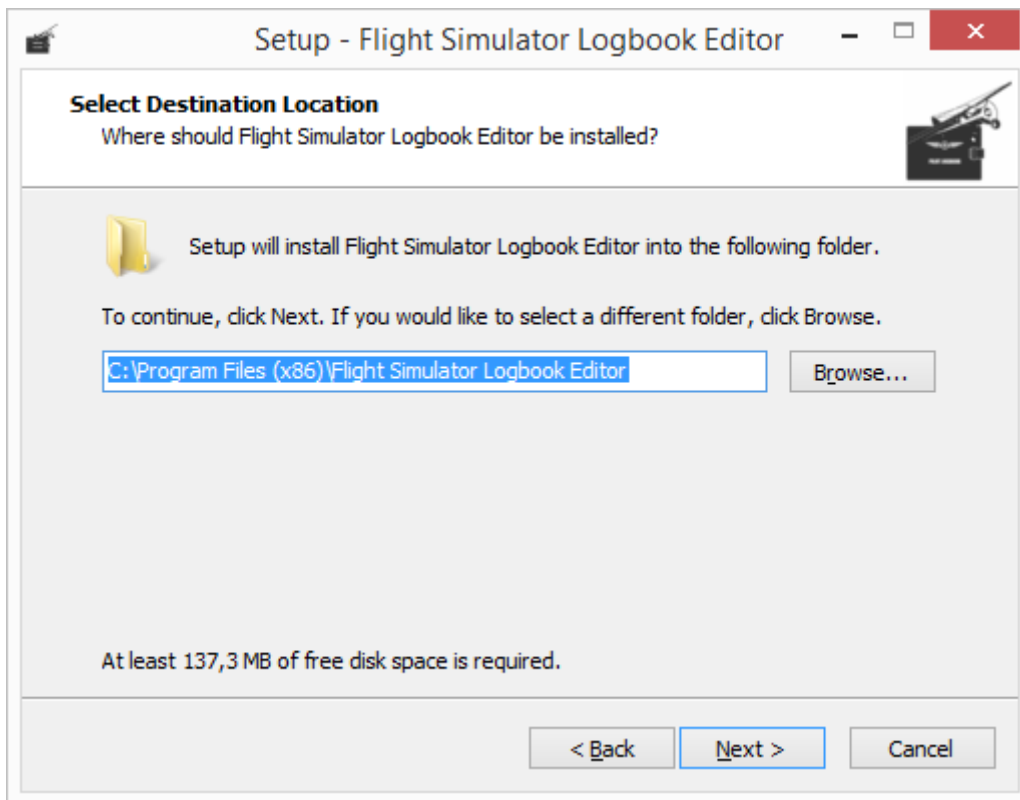 Setup - Flight Simulator Logbook Editor
Select Destination Location
Where should Flight Simulator Logbook Editor be installed?
Setup will install Flight Simulator Logbook Editor into the following folder.
To continue, click Next. If you would like to select a different folder, click Browse.
C:\Program Files (x86)\Flight Simulator Logbook Editor
Browse...
At least 137,3 MB of free disk space is required.
< Back
Next >
Cancel